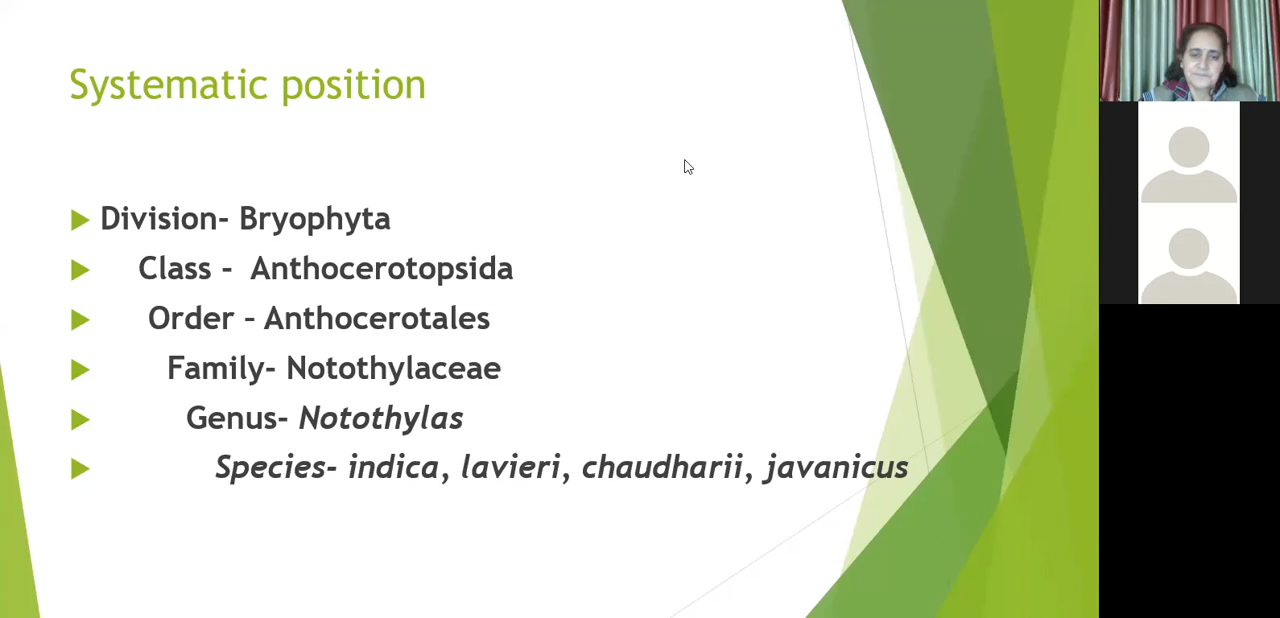 Systematic position
Division- Bryophyta
Class - Anthocerotopsida
Order – Anthocerotales
Family- Notothylaceae
Genus- Notothylas
Species- indica, lavieri, chaudharii, javanicus